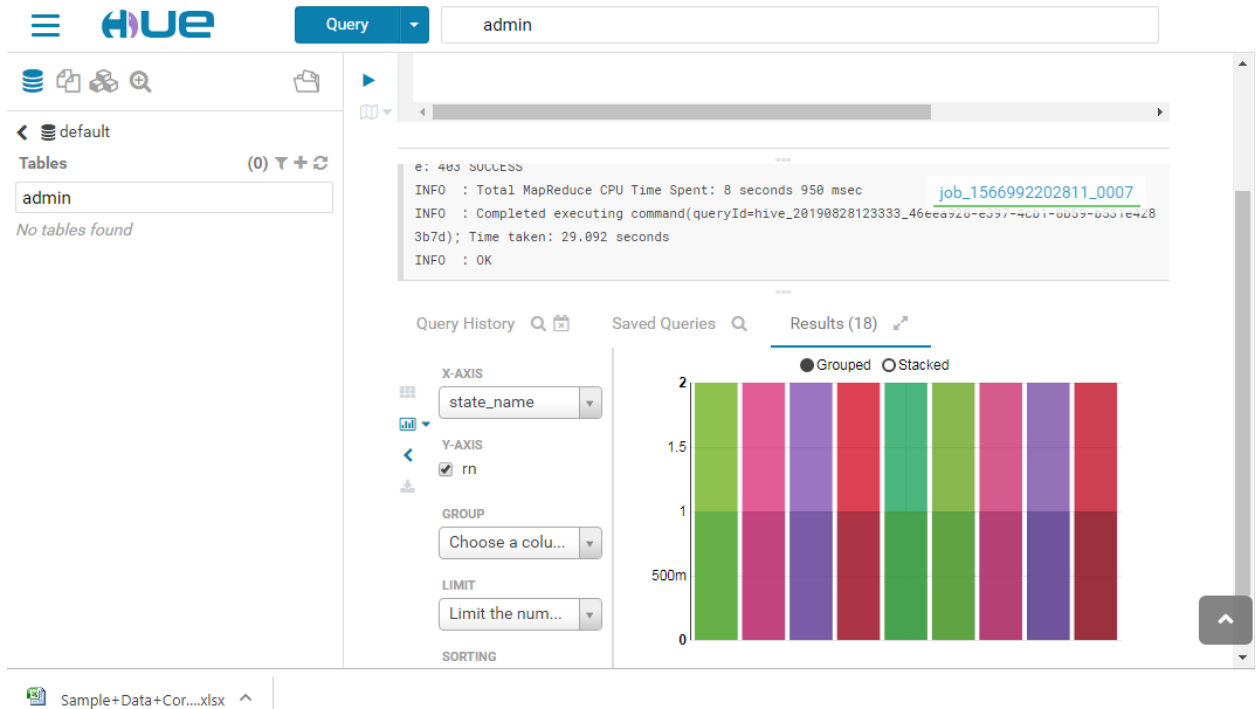 HUE
Query
admin
default
Tables (0)
admin
No tables found
e: 403 SUCCESS
INFO : Total MapReduce CPU Time Spent: 8 seconds 950 msec
job_1566992202811_0007
INFO : Completed executing command(queryId=hive_20190828123333_46eea928-e397-4cb1-8b59-b531e428
3b7d); Time taken: 29.092 seconds
INFO : OK
Query History
Saved Queries
Results (18)
X-AXIS
state_name
Y-AXIS
rn
GROUP
Choose a colu...
LIMIT
Limit the num...
SORTING
Grouped Stacked
2
1.5
1
500m
0
Sample+Data+Cor....xlsx